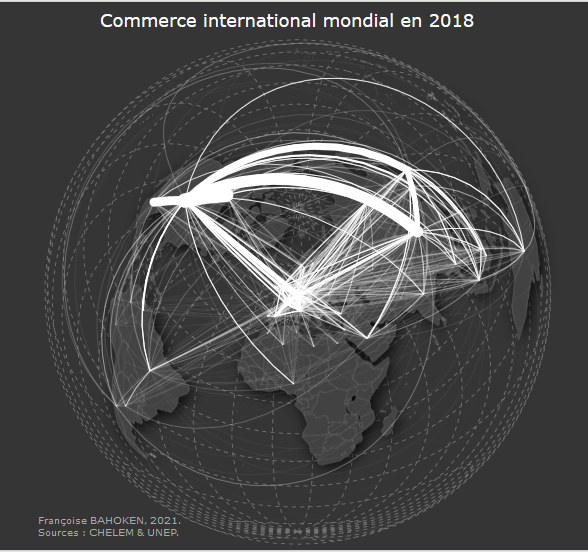 Commerce international mondial en 2018
Françoise BAHOKEN, 2021.
Sources : CHELEM & UNEP.